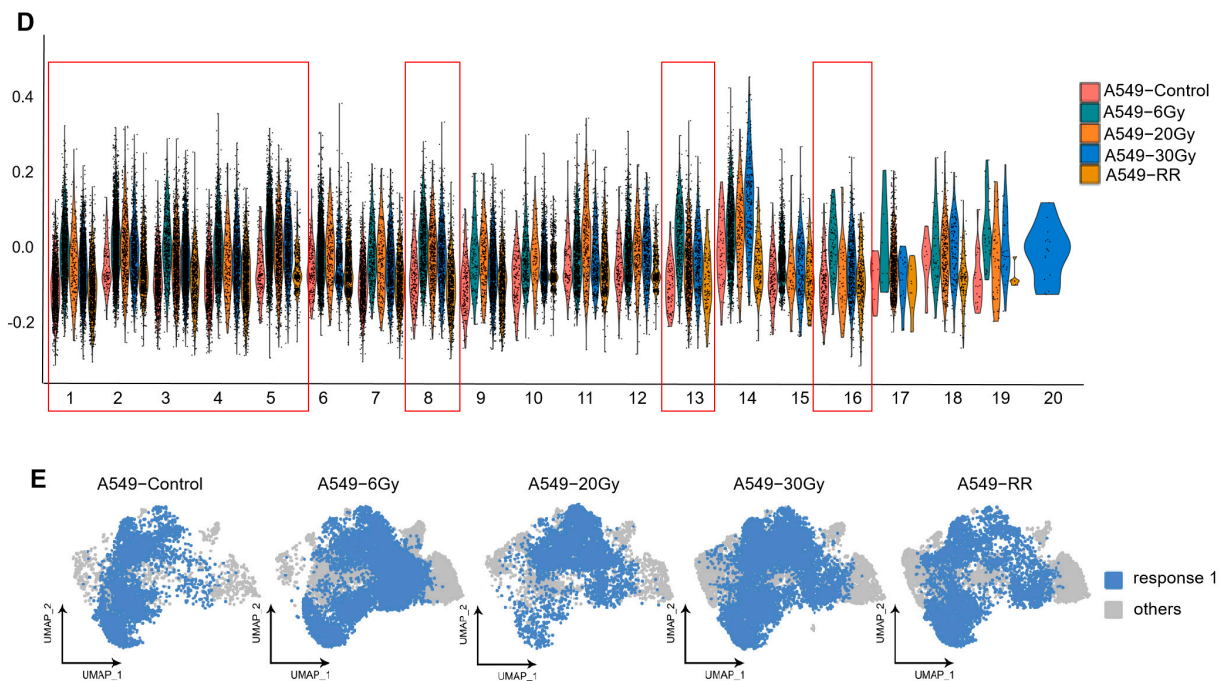 D
0.4
0.2
0.0
-0.2
1 2 3 4 5 6 7 8 9 10 11 12 13 14 15 16 17 18 19 20
A549-Control
A549-6Gy
A549-20Gy
A549-30Gy
A549-RR
E
A549-Control A549-6Gy A549-20Gy A549-30Gy A549-RR
response 1
others
UMAP_2 UMAP_2 UMAP_2 UMAP_2 UMAP_2
UMAP_1 UMAP_1 UMAP_1 UMAP_1 UMAP_1